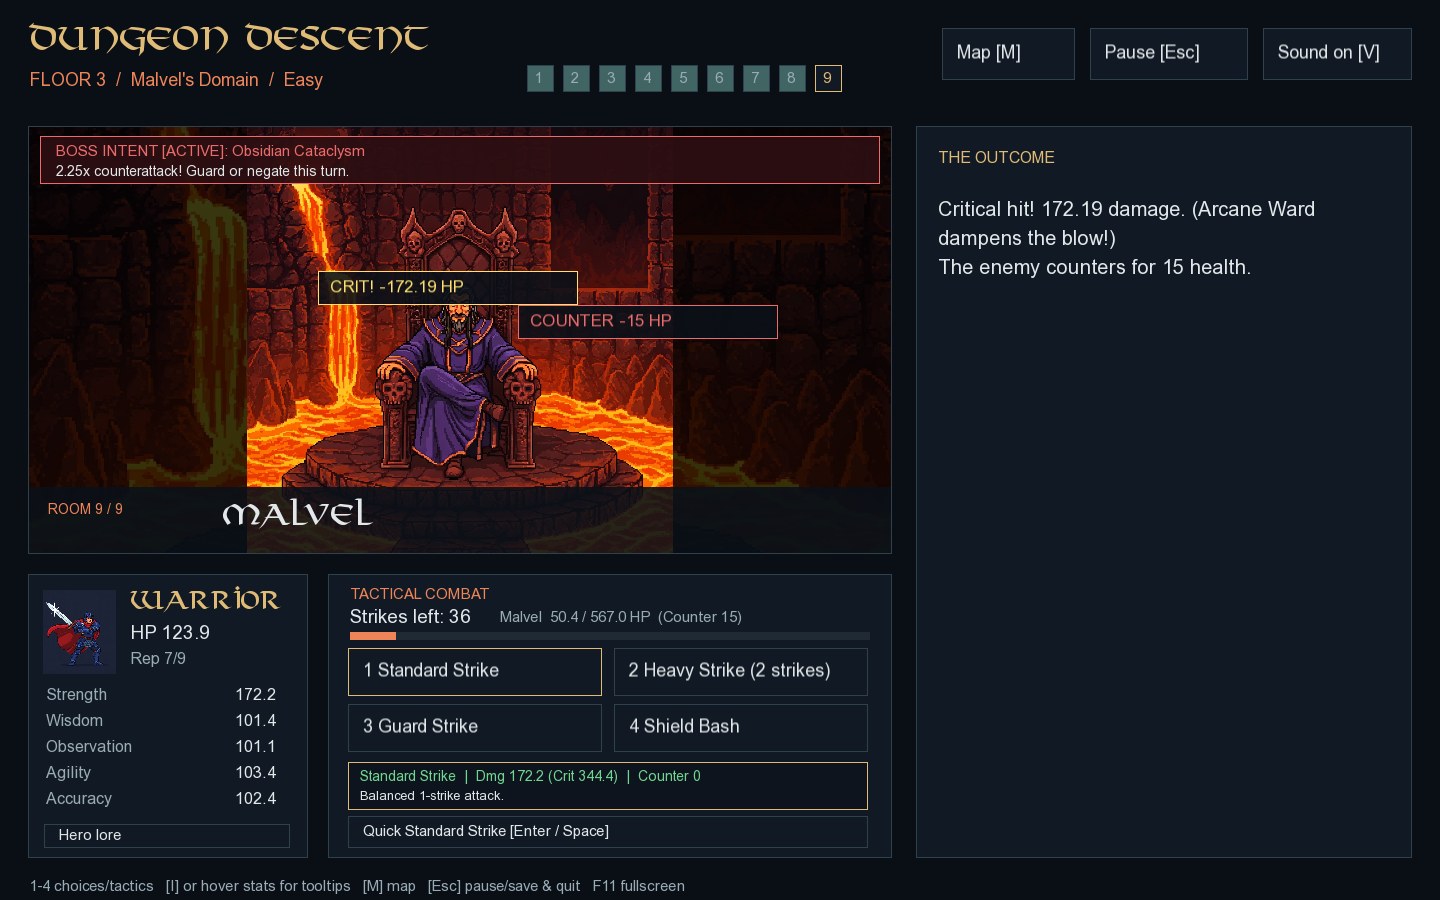 DUNGEON DESCENT
FLOOR 3 / Malvel's Domain / Easy
1 2 3 4 5 6 7 8 9
Map [M]
Pause [Esc]
Sound on [V]
BOSS INTENT [ACTIVE]: Obsidian Cataclysm
2.25x counterattack! Guard or negate this turn.
CRIT! -172.19 HP
COUNTER -15 HP
ROOM 9 / 9
MALVEL
THE OUTCOME
Critical hit! 172.19 damage. (Arcane Ward
dampens the blow!)
The enemy counters for 15 health.
WARRIOR
HP 123.9
Rep 7/9
Strength 172.2
Wisdom 101.4
Observation 101.1
Agility 103.4
Accuracy 102.4
Hero lore
TACTICAL COMBAT
Strikes left: 36 Malvel 50.4 / 567.0 HP (Counter 15)
1 Standard Strike
2 Heavy Strike (2 strikes)
3 Guard Strike
4 Shield Bash
Standard Strike | Dmg 172.2 (Crit 344.4) | Counter 0
Balanced 1-strike attack.
Quick Standard Strike [Enter / Space]
1-4 choices/tactics [I] or hover stats for tooltips [M] map [Esc] pause/save & quit F11 fullscreen